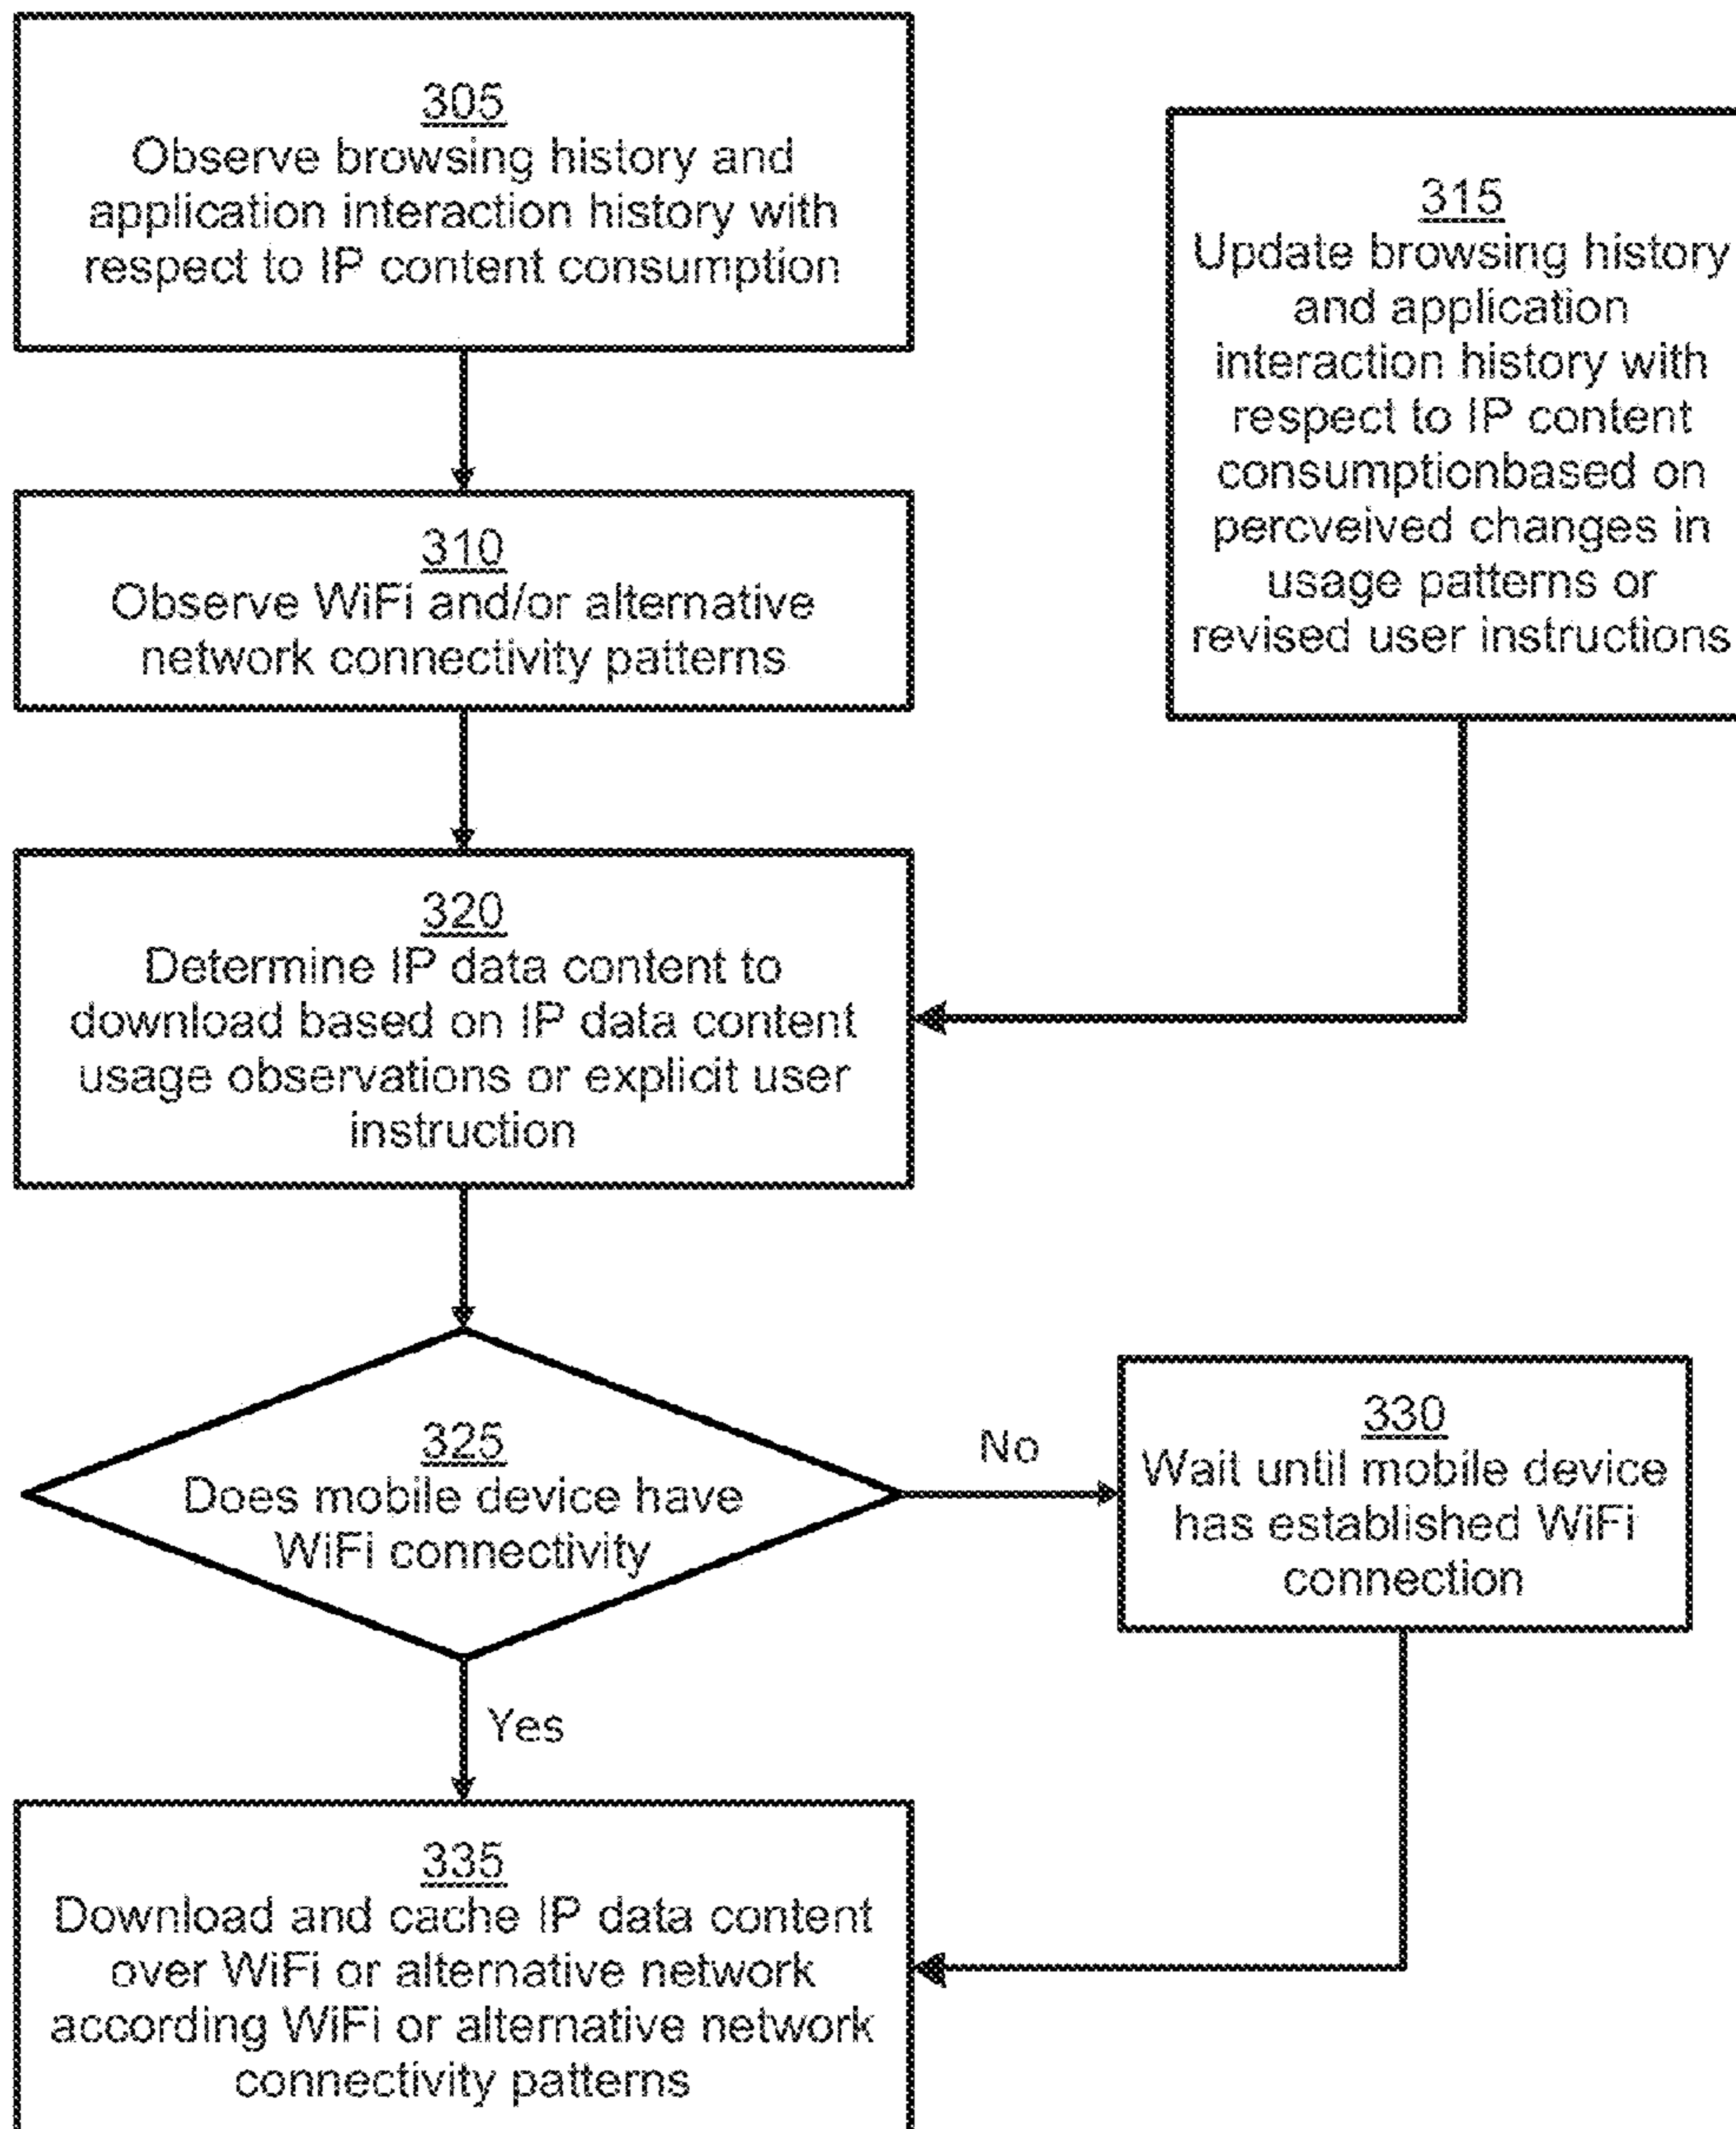 305
Observe browsing history and
application interaction history with
respect to IP content consumption
315
Update browsing history
and application
interaction history with
respect to IP content
consumptionbased on
percveived changes in
usage patterns or
revised user instructions
310
Observe WiFi and/or alternative
network connectivity patterns
320
Determine IP data content to
download based on IP data content
usage observations or explicit user
instruction
325
Does mobile device have
WiFi connectivity
No
330
Wait until mobile device
has established WiFi
connection
Yes
335
Download and cache IP data content
over WiFi or alternative network
according WiFi or alternative network
connectivity patterns